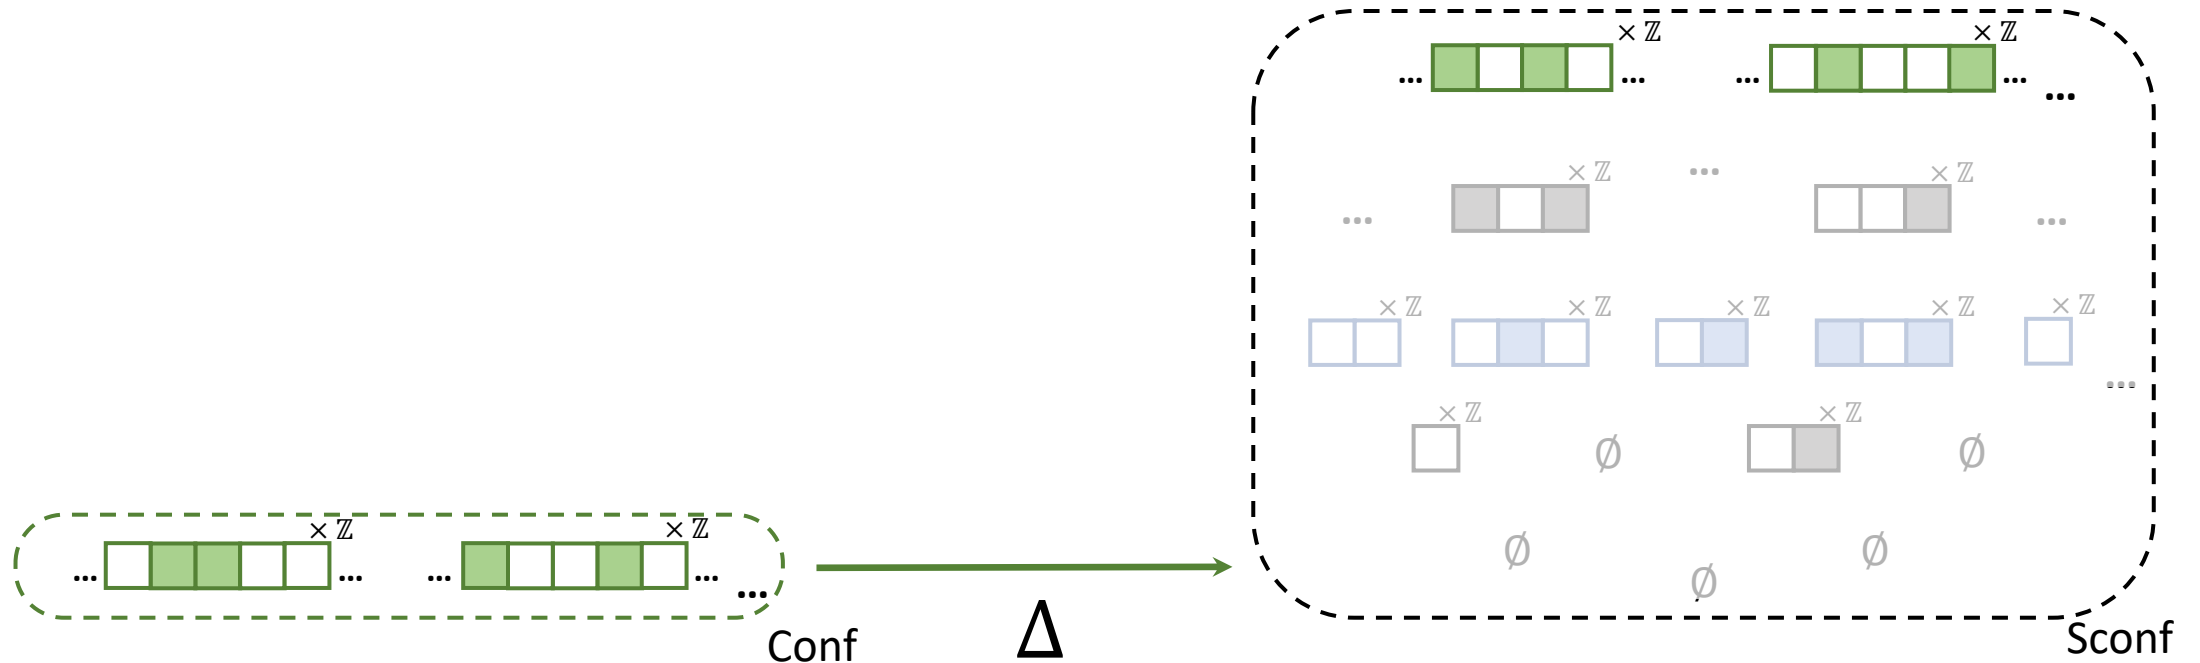 × ℤ × ℤ
... ... ... ... ...
× ℤ ... × ℤ
... ...
× ℤ × ℤ × ℤ × ℤ × ℤ
...
× ℤ × ℤ
∅ ∅
× ℤ × ℤ
∅ ∅
... ... ... ... ...
∅
Conf Δ Sconf